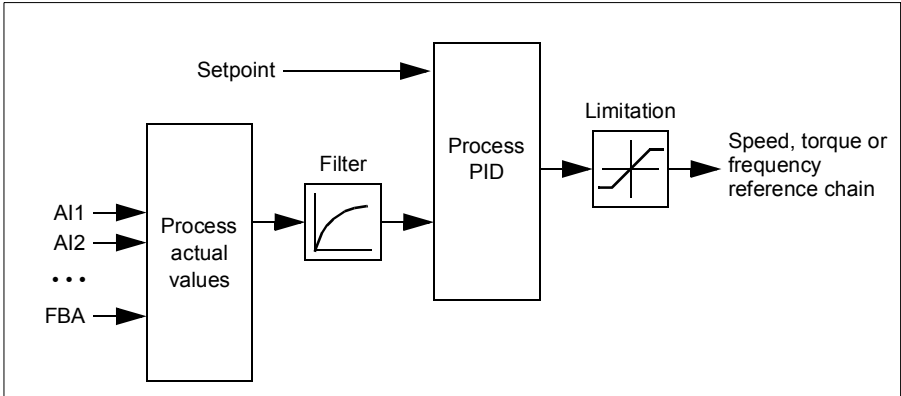 Setpoint
Process
PID
Limitation
Speed, torque or
frequency
reference chain
Filter
AI1
AI2
• • •
FBA
Process
actual
values